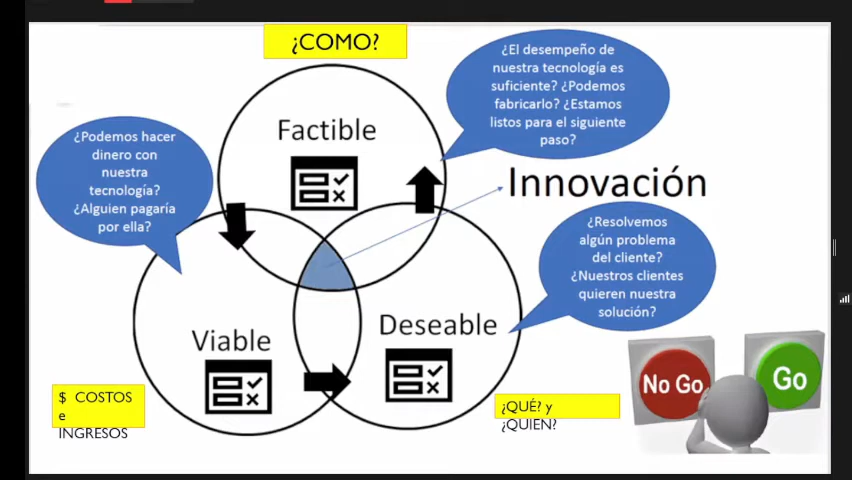 ¿COMO?
¿El desempeño de
nuestra tecnología es
suficiente? ¿Podemos
fabricarlo? ¿Estamos
listos para el siguiente
paso?
Factible
¿Podemos hacer
dinero con
nuestra
tecnología?
¿Alguien pagaría
por ella?
Innovación
¿Resolvemos
algún problema
del cliente?
¿Nuestros clientes
quieren nuestra
solución?
Viable
Deseable
No Go
Go
$ COSTOS
e
INGRESOS
¿QUÉ? y
¿QUIEN?